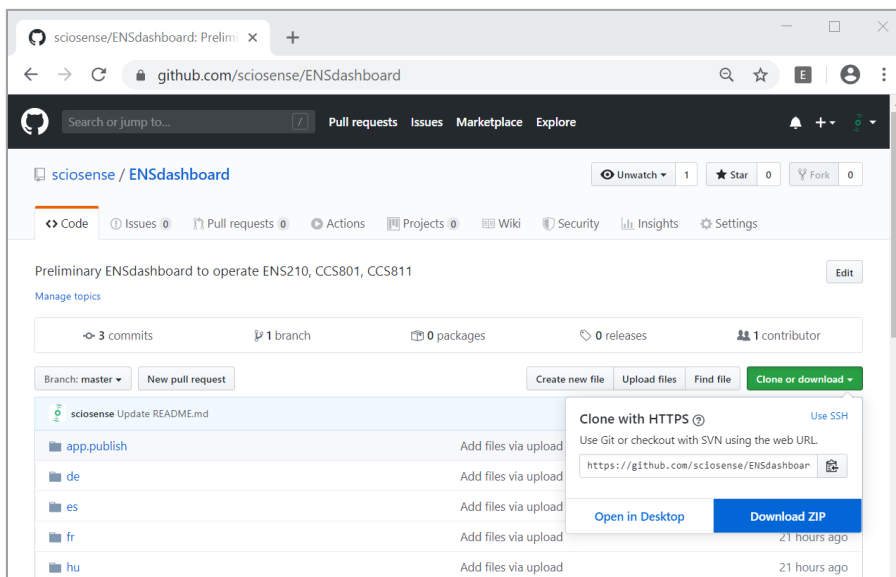 sciosense/ENSdashboard: Prelim
github.com/sciosense/ENSdashboard
E
Search or jump to... / Pull requests Issues Marketplace Explore
sciosense / ENSdashboard Unwatch 1 Star 0 Fork 0
Code Issues 0 Pull requests 0 Actions Projects 0 Wiki Security Insights Settings
Preliminary ENSdashboard to operate ENS210, CCS801, CCS811 Edit
Manage topics
3 commits 1 branch 0 packages 0 releases 1 contributor
Branch: master New pull request Create new file Upload files Find file Clone or download
sciosense Update README.md
Clone with HTTPS ? Use SSH
Use Git or checkout with SVN using the web URL.
https://github.com/sciosense/ENSdashboar
Open in Desktop Download ZIP
app.publish Add files via upload
de Add files via upload
es Add files via upload
fr Add files via upload 21 hours ago
hu Add files via upload 21 hours ago